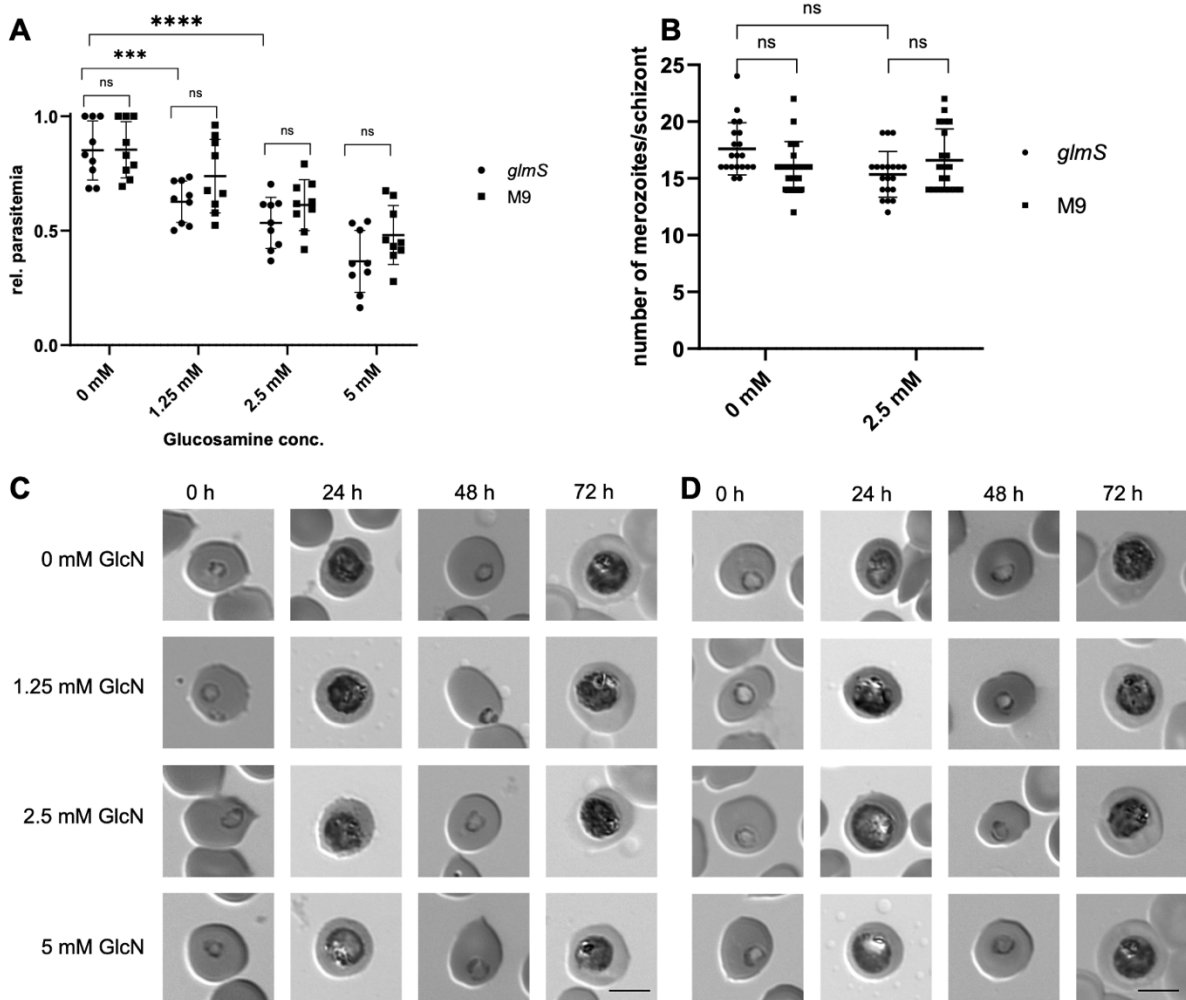 A
****
***
ns
ns
ns
ns
1.0
0.5
0.0
rel. parasitemia
0 mM
1.25 mM
2.5 mM
5 mM
Glucosamine conc.
glmS
M9
B
ns
ns
ns
25
20
15
10
5
0
number of merozoites/schizont
0 mM
2.5 mM
glmS
M9
C
0 h
24 h
48 h
72 h
D
0 h
24 h
48 h
72 h
0 mM GlcN
1.25 mM GlcN
2.5 mM GlcN
5 mM GlcN